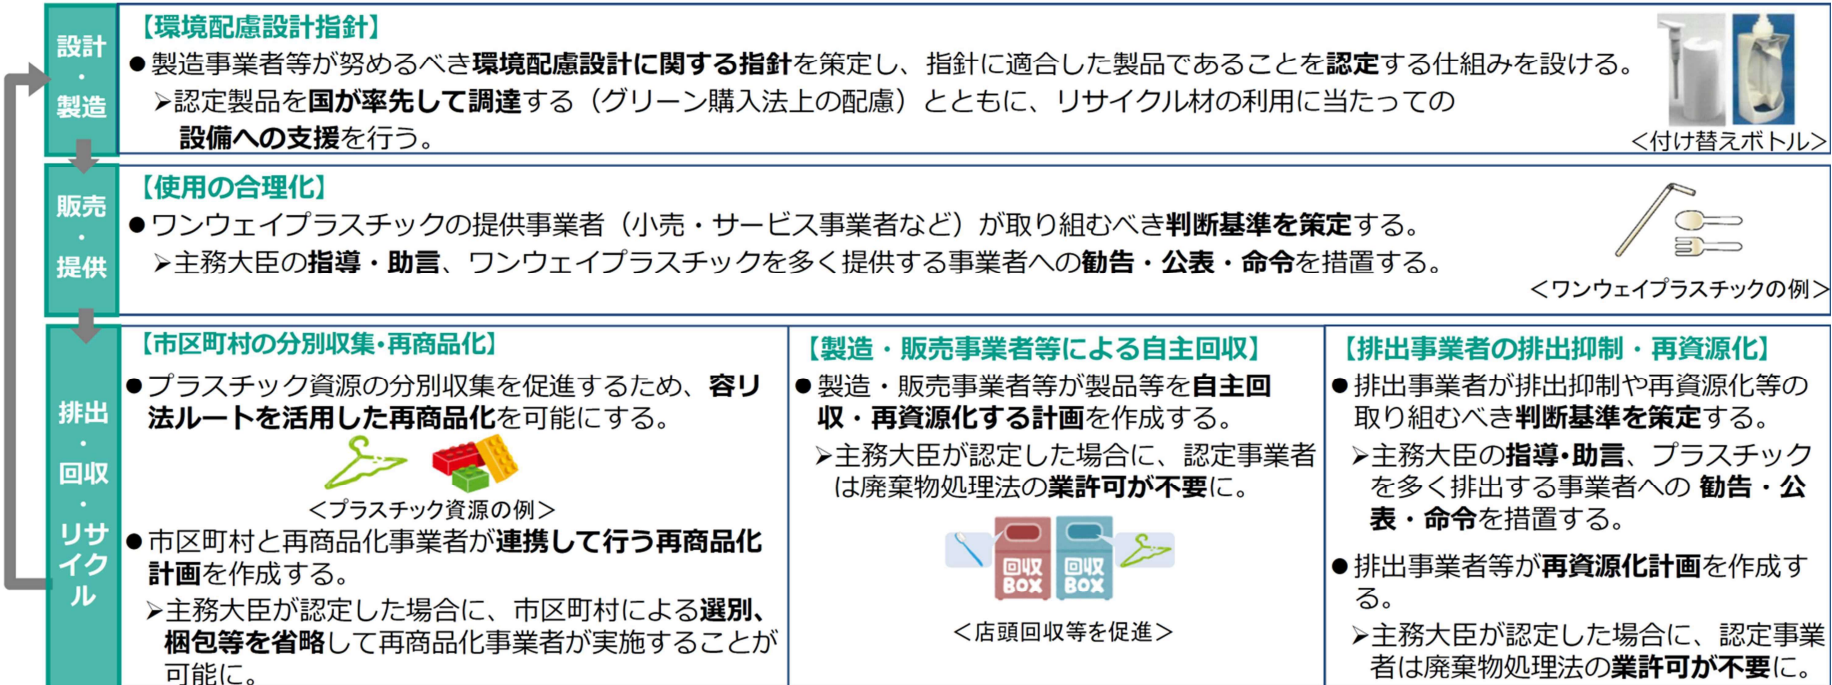 設計
・
製造
【環境配慮設計指針】
●製造事業者等が努めるべき環境配慮設計に関する指針を策定し、指針に適合した製品であることを認定する仕組みを設ける。
➢認定製品を国が率先して調達する（グリーン購入法上の配慮）とともに、リサイクル材の利用に当たっての
設備への支援を行う。
＜付け替えボトル＞
販売
・
提供
【使用の合理化】
●ワンウェイプラスチックの提供事業者（小売・サービス事業者など）が取り組むべき判断基準を策定する。
➢主務大臣の指導・助言、ワンウェイプラスチックを多く提供する事業者への勧告・公表・命令を措置する。
＜ワンウェイプラスチックの例＞
排出
・
回収
・
リサ
イク
ル
【市区町村の分別収集・再商品化】
●プラスチック資源の分別収集を促進するため、容リ
法ルートを活用した再商品化を可能にする。
＜プラスチック資源の例＞
●市区町村と再商品化事業者が連携して行う再商品化
計画を作成する。
➢主務大臣が認定した場合に、市区町村による選別、
梱包等を省略して再商品化事業者が実施することが
可能に。
【製造・販売事業者等による自主回収】
●製造・販売事業者等が製品等を自主回
収・再資源化する計画を作成する。
➢主務大臣が認定した場合に、認定事業者
は廃棄物処理法の業許可が不要に。
回収
BOX
回収
BOX
＜店頭回収等を促進＞
【排出事業者の排出抑制・再資源化】
●排出事業者が排出抑制や再資源化等の
取り組むべき判断基準を策定する。
➢主務大臣の指導・助言、プラスチック
を多く排出する事業者への 勧告・公
表・命令を措置する。
●排出事業者等が再資源化計画を作成す
る。
➢主務大臣が認定した場合に、認定事業
者は廃棄物処理法の業許可が不要に。